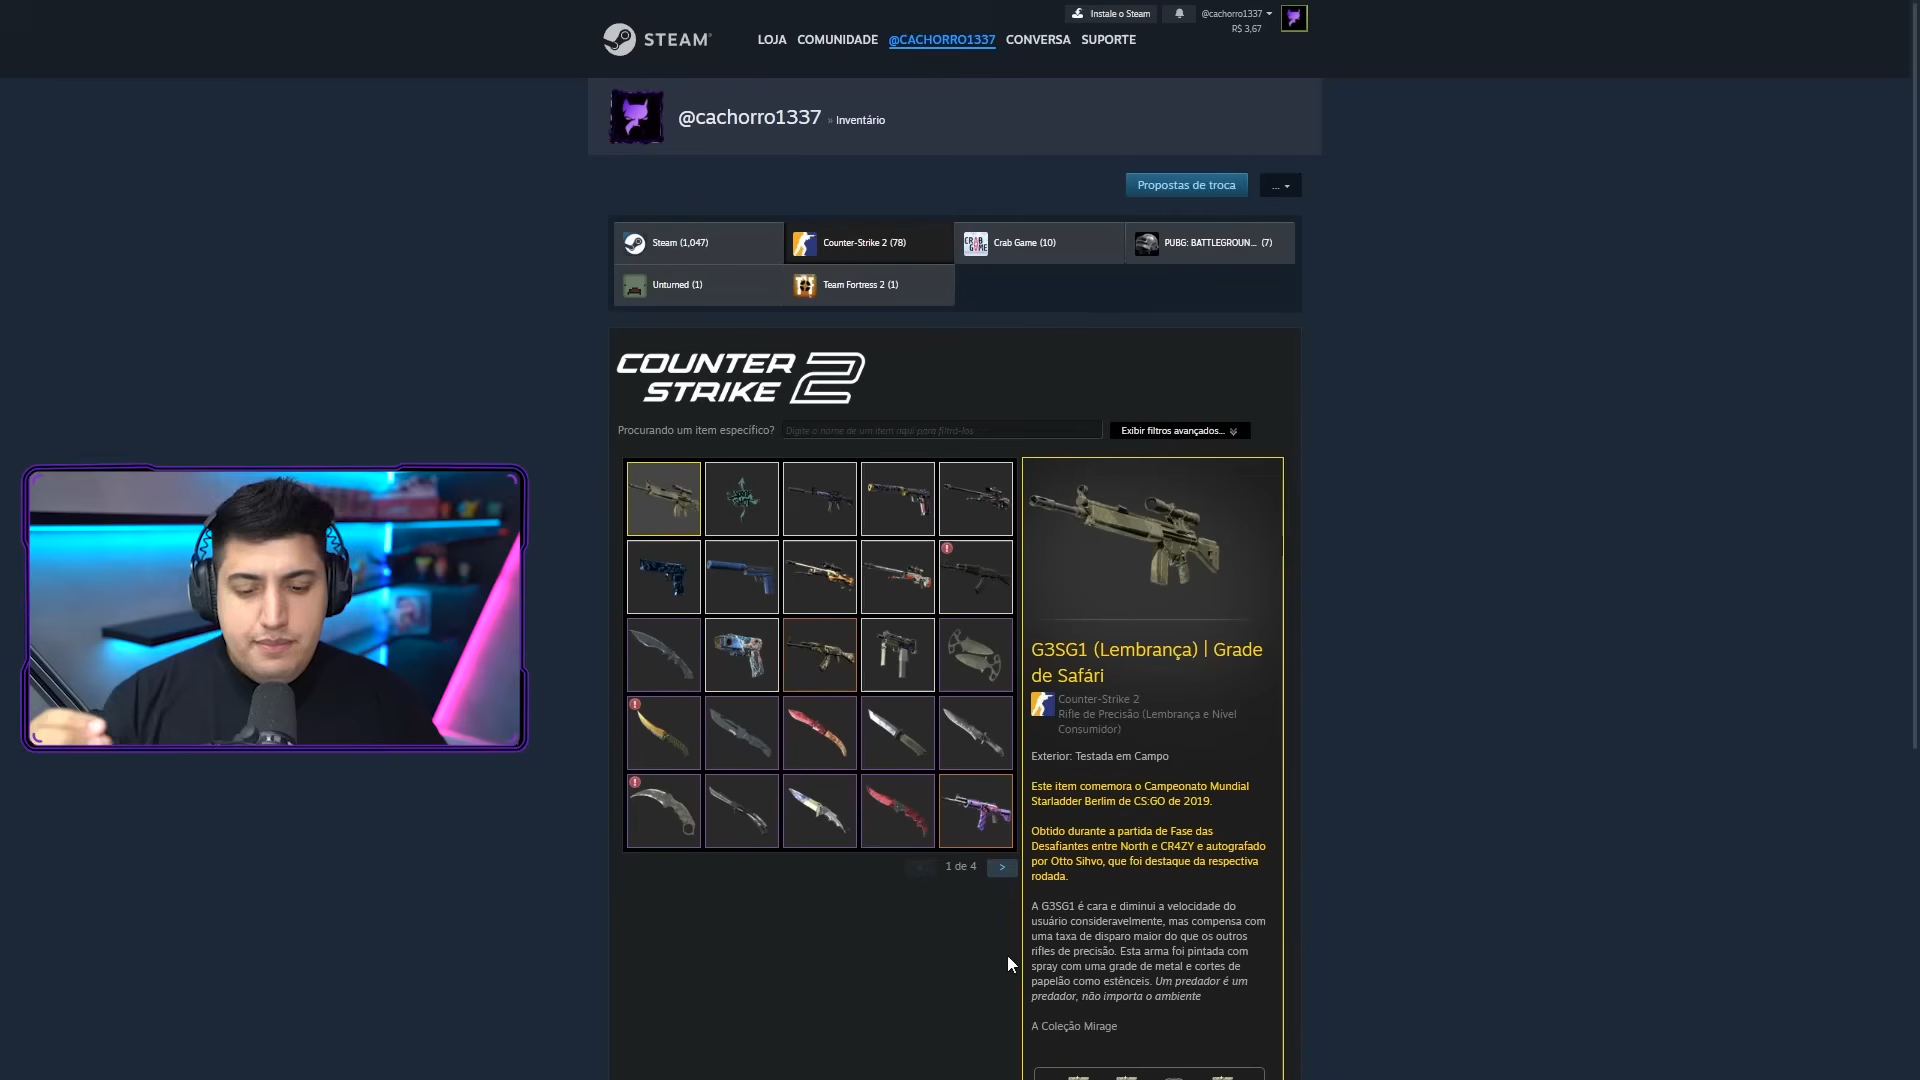 Instale o Steam
@cachorro1337
R$ 3,67
STEAM
LOJA COMUNIDADE @CACHORRO1337 CONVERSA SUPORTE
@cachorro1337 » Inventário
Propostas de troca
...
Steam (1,047)
Counter-Strike 2 (78)
CRAB GAME
Crab Game (10)
PUBG: BATTLEGROUN... (7)
Unturned (1)
Team Fortress 2 (1)
COUNTER
STRIKE 2
Procurando um item específico? Digite o nome de um item aqui para filtrá-los
Exibir filtros avançados...
1 de 4 >
G3SG1 (Lembrança) | Grade
de Safári
Counter-Strike 2
Rifle de Precisão (Lembrança e Nível
Consumidor)
Exterior: Testada em Campo
Este item comemora o Campeonato Mundial
Starladder Berlim de CS:GO de 2019.
Obtido durante a partida de Fase das
Desafiantes entre North e CR4ZY e autografado
por Otto Sihvo, que foi destaque da respectiva
rodada.
A G3SG1 é cara e diminui a velocidade do
usuário consideravelmente, mas compensa com
uma taxa de disparo maior do que os outros
rifles de precisão. Esta arma foi pintada com
spray com uma grade de metal e cortes de
papelão como estênceis. Um predador é um
predador, não importa o ambiente
A Coleção Mirage